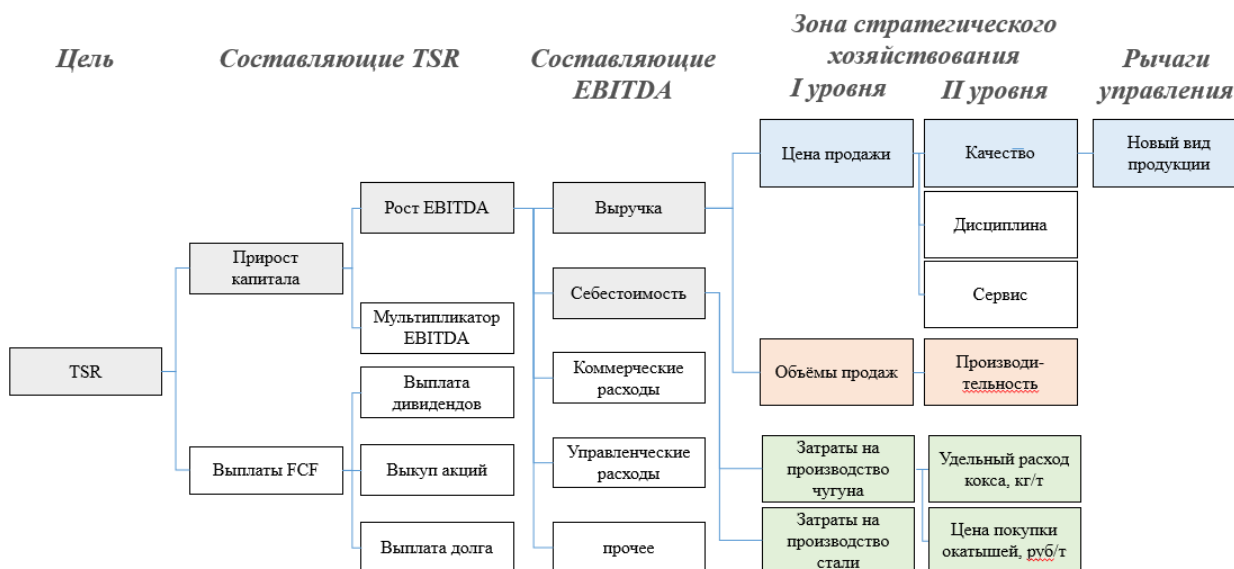 Цель
Составляющие TSR
Составляющие
EBITDA
Зона стратегического
хозяйствования
I уровня
II уровня
Рычаги
управления
TSR
Прирост
капитала
Выплаты FCF
Рост EBITDA
Мультипликатор
EBITDA
Выплата
дивидендов
Выкуп акций
Выплата долга
Выручка
Себестоимость
Коммерческие
расходы
Управленческие
расходы
прочее
Цена продажи
Объёмы продаж
Затраты на
производство
чугуна
Затраты на
производство
стали
Качество
Дисциплина
Сервис
Производи-
тельность
Удельный расход
кокса, кг/т
Цена покупки
окатышей, руб/т
Новый вид
продукции